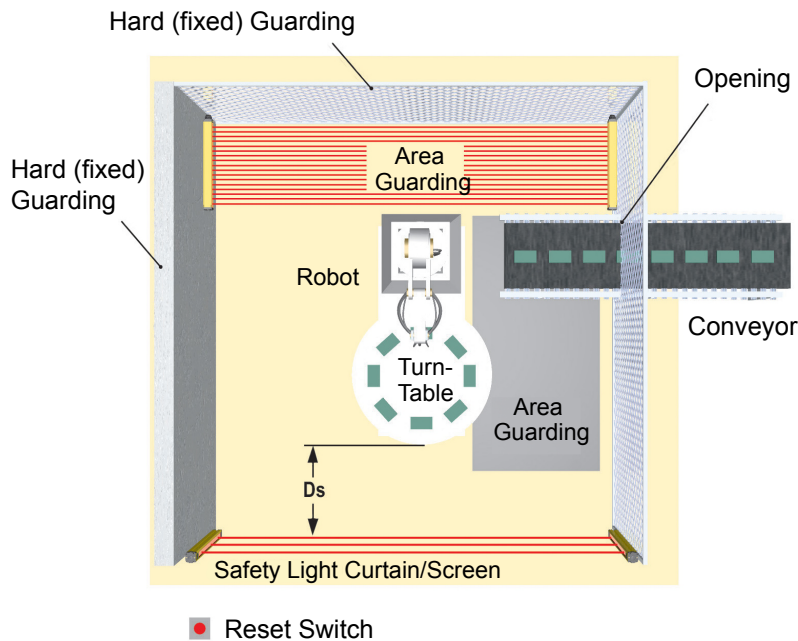 Hard (fixed) Guarding
Opening
Area
Guarding
Hard (fixed)
Guarding
Robot
Conveyor
Turn-
Table
Area
Guarding
Ds
Safety Light Curtain/Screen
Reset Switch